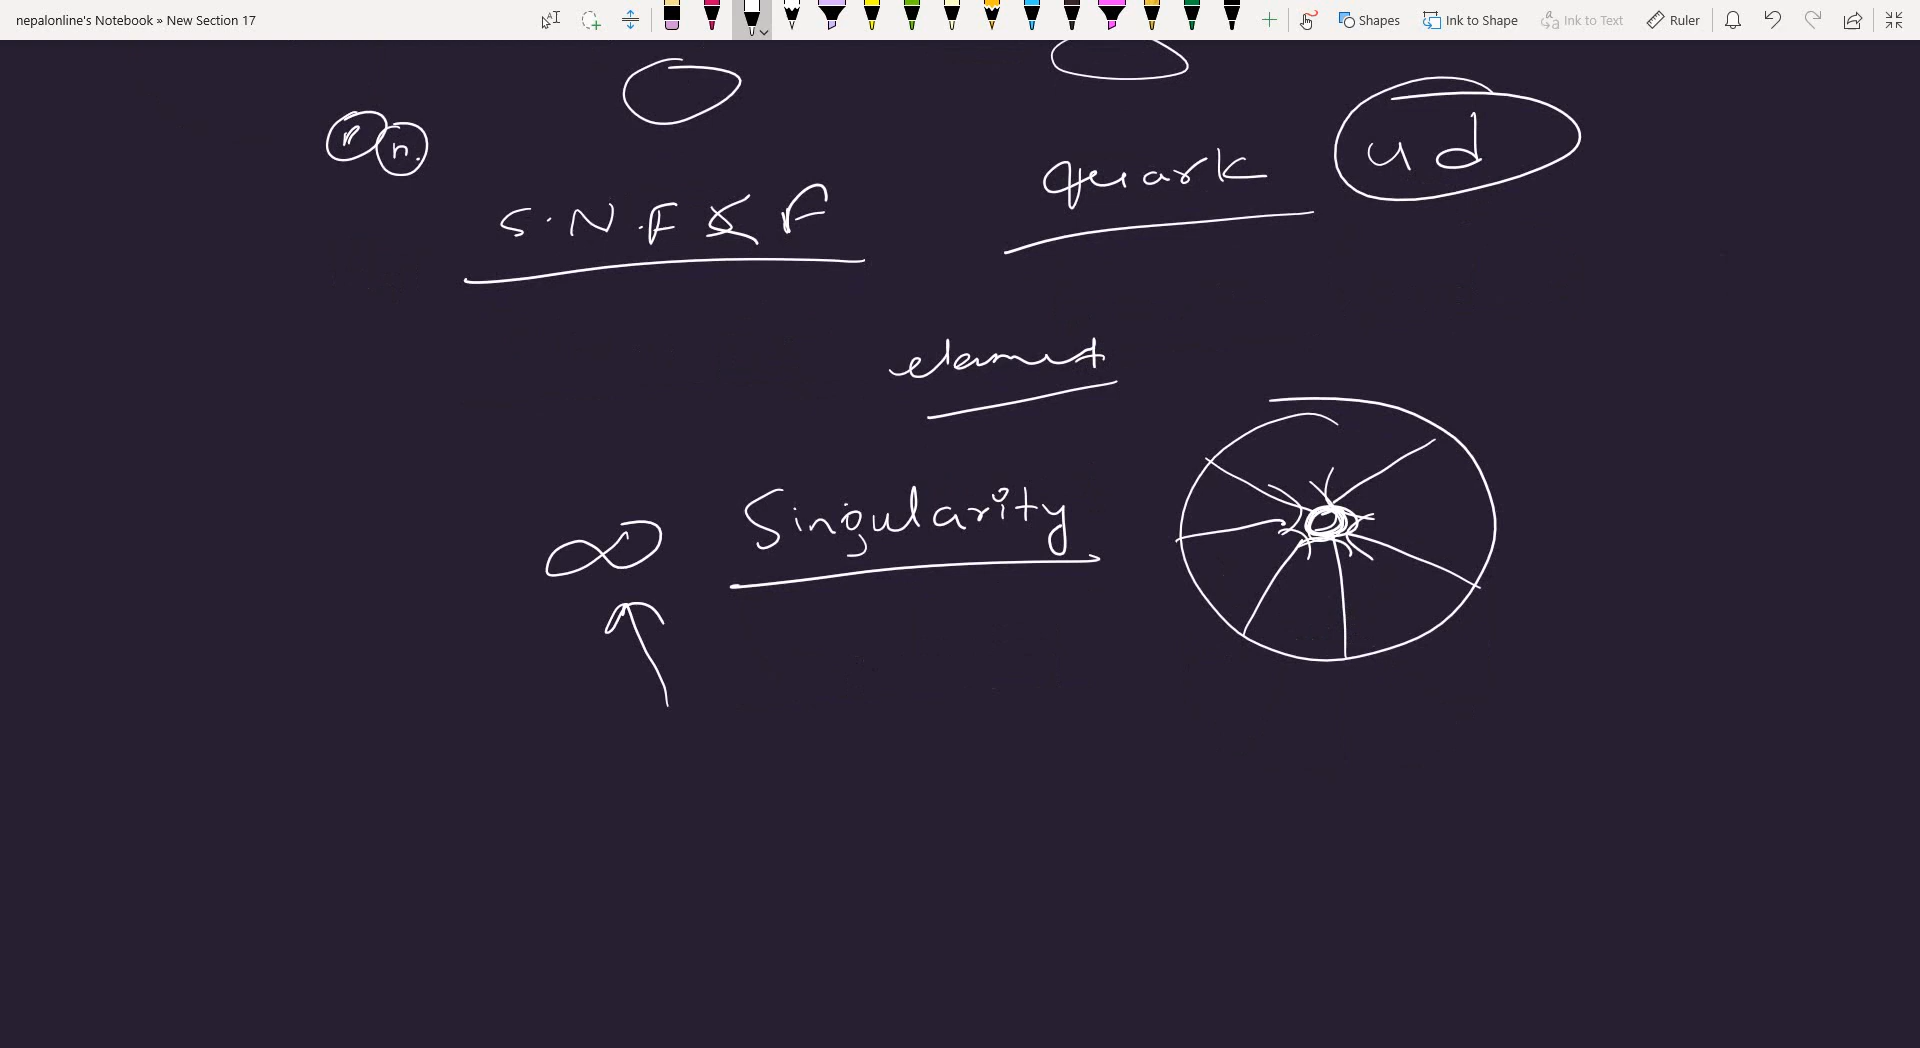 nepalonline's Notebook » New Section 17
Shapes
Ink to Shape
Ink to Text
Ruler
u d
n
quark
S.N.F & F
element
Singularity
∞